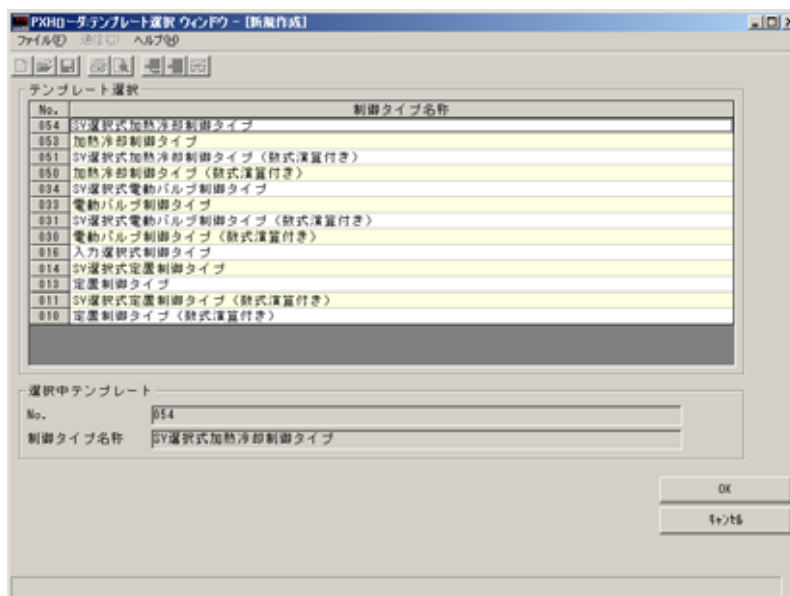 PXHローダ:テンプレート選択 ウィンドウ - [新規作成]
ファイル(F) 通信(C) ヘルプ(H)
テンプレート選択
No. 制御タイプ名称
054 SV選択式加熱冷却制御タイプ
053 加熱冷却制御タイプ
051 SV選択式加熱冷却制御タイプ（数式演算付き）
050 加熱冷却制御タイプ（数式演算付き）
034 SV選択式電動バルブ制御タイプ
033 電動バルブ制御タイプ
031 SV選択式電動バルブ制御タイプ（数式演算付き）
030 電動バルブ制御タイプ（数式演算付き）
016 入力選択式制御タイプ
014 SV選択式定置制御タイプ
013 定置制御タイプ
011 SV選択式定置制御タイプ（数式演算付き）
010 定置制御タイプ（数式演算付き）
選択中テンプレート
No. 054
制御タイプ名称 SV選択式加熱冷却制御タイプ
OK
ｷｬﾝｾﾙ